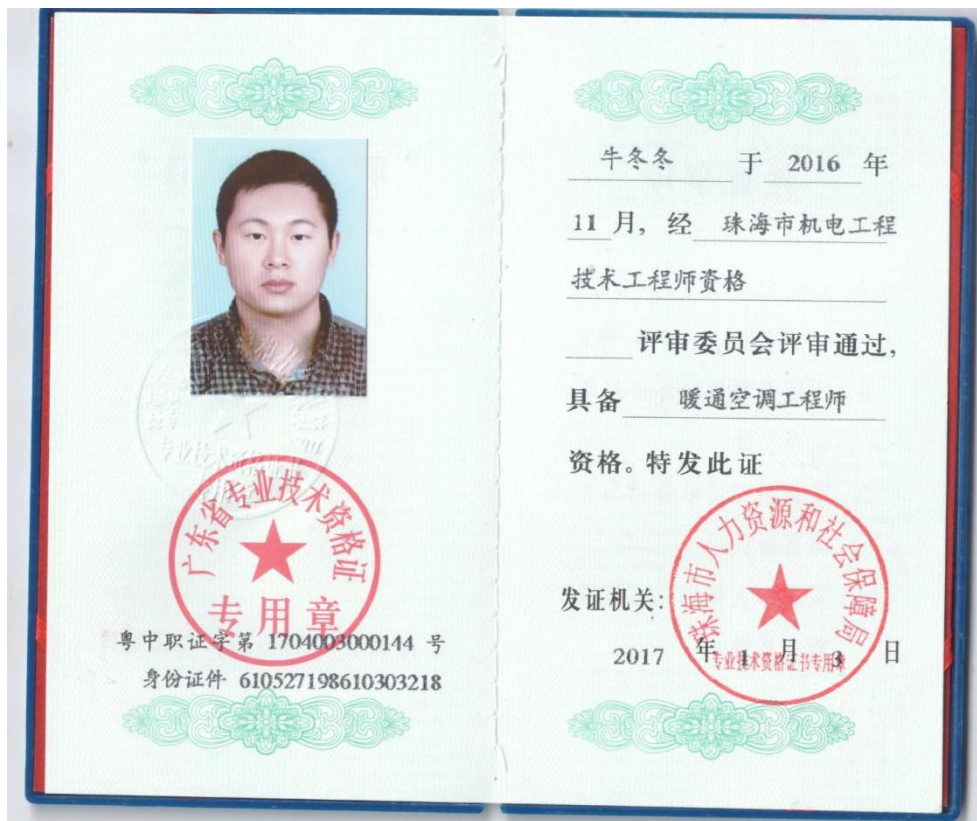 广东省专业技术资格证
专用章
粤中职证字第 1704003000144 号
身份证件 610527198610303218
牛冬冬 于 2016 年
11 月, 经 珠海市机电工程
技术工程师资格
评审委员会评审通过,
具备 暖通空调工程师
资格。特发此证
珠海市人力资源和社会保障局
发证机关:
2017 年 1 月 3 日
专业技术资格证书专用章